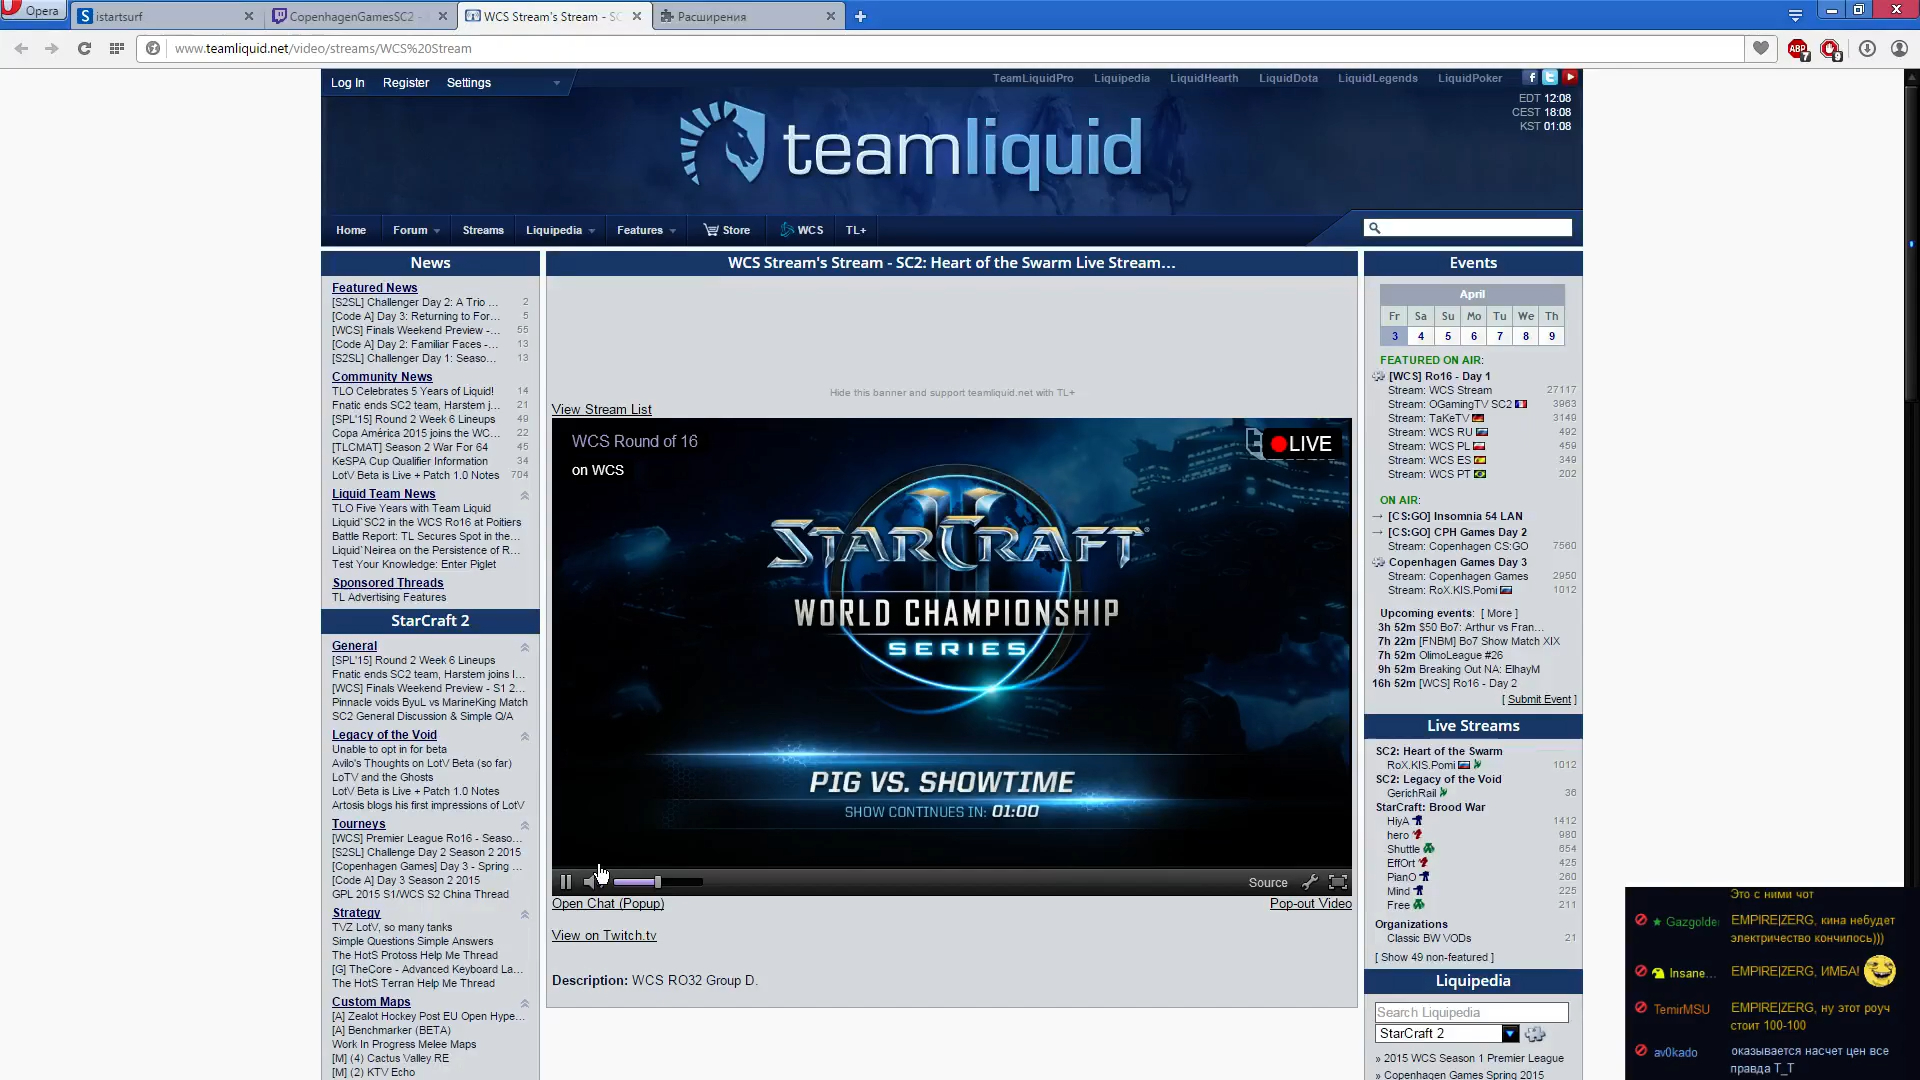 Opera
istartsurf
CopenhagenGamesSC2 -
WCS Stream's Stream - SC
Расширения
www.teamliquid.net/video/streams/WCS%20Stream
Log In Register Settings
TeamLiquidPro Liquipedia LiquidHearth LiquidDota LiquidLegends LiquidPoker
EDT 12:08
CEST 18:08
KST 01:08
teamliquid
Home Forum Streams Liquipedia Features Store WCS TL+
News
Featured News
[S2SL] Challenger Day 2: A Trio ... 2
[Code A] Day 3: Returning to For... 5
[WCS] Finals Weekend Preview -... 55
[Code A] Day 2: Familiar Faces -... 13
[S2SL] Challenger Day 1: Seaso... 13
Community News
TLO Celebrates 5 Years of Liquid! 14
Fnatic ends SC2 team, Harstem j... 21
[SPL'15] Round 2 Week 6 Lineups 49
Copa América 2015 joins the WC... 22
[TLCMAT] Season 2 War For 64 45
KeSPA Cup Qualifier Information 34
LotV Beta is Live + Patch 1.0 Notes 704
Liquid Team News
TLO Five Years with Team Liquid
Liquid`SC2 in the WCS Ro16 at Poitiers
Battle Report: TL Secures Spot in the...
Liquid`Neirea on the Persistence of R...
Test Your Knowledge: Enter Piglet
Sponsored Threads
TL Advertising Features
StarCraft 2
General
[SPL'15] Round 2 Week 6 Lineups
Fnatic ends SC2 team, Harstem joins I...
[WCS] Finals Weekend Preview - S1 2...
Pinnacle voids ByuL vs MarineKing Match
SC2 General Discussion & Simple Q/A
Legacy of the Void
Unable to opt in for beta
Avilo's Thoughts on LotV Beta (so far)
LoTV and the Ghosts
LotV Beta is Live + Patch 1.0 Notes
Artosis blogs his first impressions of LotV
Tourneys
[WCS] Premier League Ro16 - Seaso...
[S2SL] Challenge Day 2 Season 2 2015
[Copenhagen Games] Day 3 - Spring ...
[Code A] Day 3 Season 2 2015
GPL 2015 S1/WCS S2 China Thread
Strategy
TVZ LotV, so many tanks
Simple Questions Simple Answers
The HotS Protoss Help Me Thread
[G] TheCore - Advanced Keyboard La...
The HotS Terran Help Me Thread
Custom Maps
[A] Zealot Hockey Post EU Open Hype...
[A] Benchmarker (BETA)
Work In Progress Melee Maps
[M] (4) Cactus Valley RE
[M] (2) KTV Echo
WCS Stream's Stream - SC2: Heart of the Swarm Live Stream...
Hide this banner and support teamliquid.net with TL+
View Stream List
WCS Round of 16
on WCS
LIVE
STARCRAFT
II
WORLD CHAMPIONSHIP
SERIES
PIG VS. SHOWTIME
SHOW CONTINUES IN: 01:00
Source
Open Chat (Popup)
Pop-out Video
View on Twitch.tv
Description: WCS RO32 Group D.
Events
April
Fr Sa Su Mo Tu We Th
3 4 5 6 7 8 9
FEATURED ON AIR:
[WCS] Ro16 - Day 1
Stream: WCS Stream 27117
Stream: OGamingTV SC2 3963
Stream: TaKeTV 3149
Stream: WCS RU 492
Stream: WCS PL 459
Stream: WCS ES 349
Stream: WCS PT 202
ON AIR:
→ [CS:GO] Insomnia 54 LAN
→ [CS:GO] CPH Games Day 2
Stream: Copenhagen CS:GO 7560
Copenhagen Games Day 3
Stream: Copenhagen Games 2950
Stream: RoX.KIS.Pomi 1012
Upcoming events: [ More ]
3h 52m $50 Bo7: Arthur vs Fran...
7h 22m [FNBM] Bo7 Show Match XIX
7h 52m OlimoLeague #26
9h 52m Breaking Out NA: ElhayM
16h 52m [WCS] Ro16 - Day 2
[ Submit Event ]
Live Streams
SC2: Heart of the Swarm
RoX.KIS.Pomi 1012
SC2: Legacy of the Void
GerichRail 36
StarCraft: Brood War
HiyA 1412
hero 980
Shuttle 654
EffOrt 425
PianO 260
Mind 225
Free 211
Organizations
Classic BW VODs 21
[ Show 49 non-featured ]
Liquipedia
Search Liquipedia
StarCraft 2
» 2015 WCS Season 1 Premier League
» Copenhagen Games Spring 2015
Это с ними чот
Gazgolde EMPIRE|ZERG, кина небудет
электричество кончилось)))
Insane... EMPIRE|ZERG, ИМБА!
TemirMSU EMPIRE|ZERG, ну этот роуч
стоит 100-100
av0kado оказывается насчет цен все
правда T_T